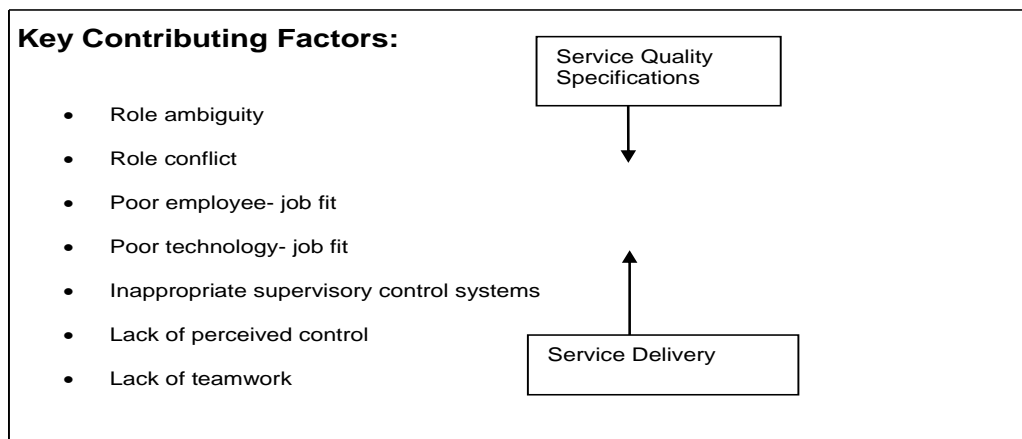 Key Contributing Factors:
Service Quality
Specifications
• Role ambiguity
• Role conflict
• Poor employee- job fit
• Poor technology- job fit
• Inappropriate supervisory control systems
• Lack of perceived control
• Lack of teamwork
Service Delivery